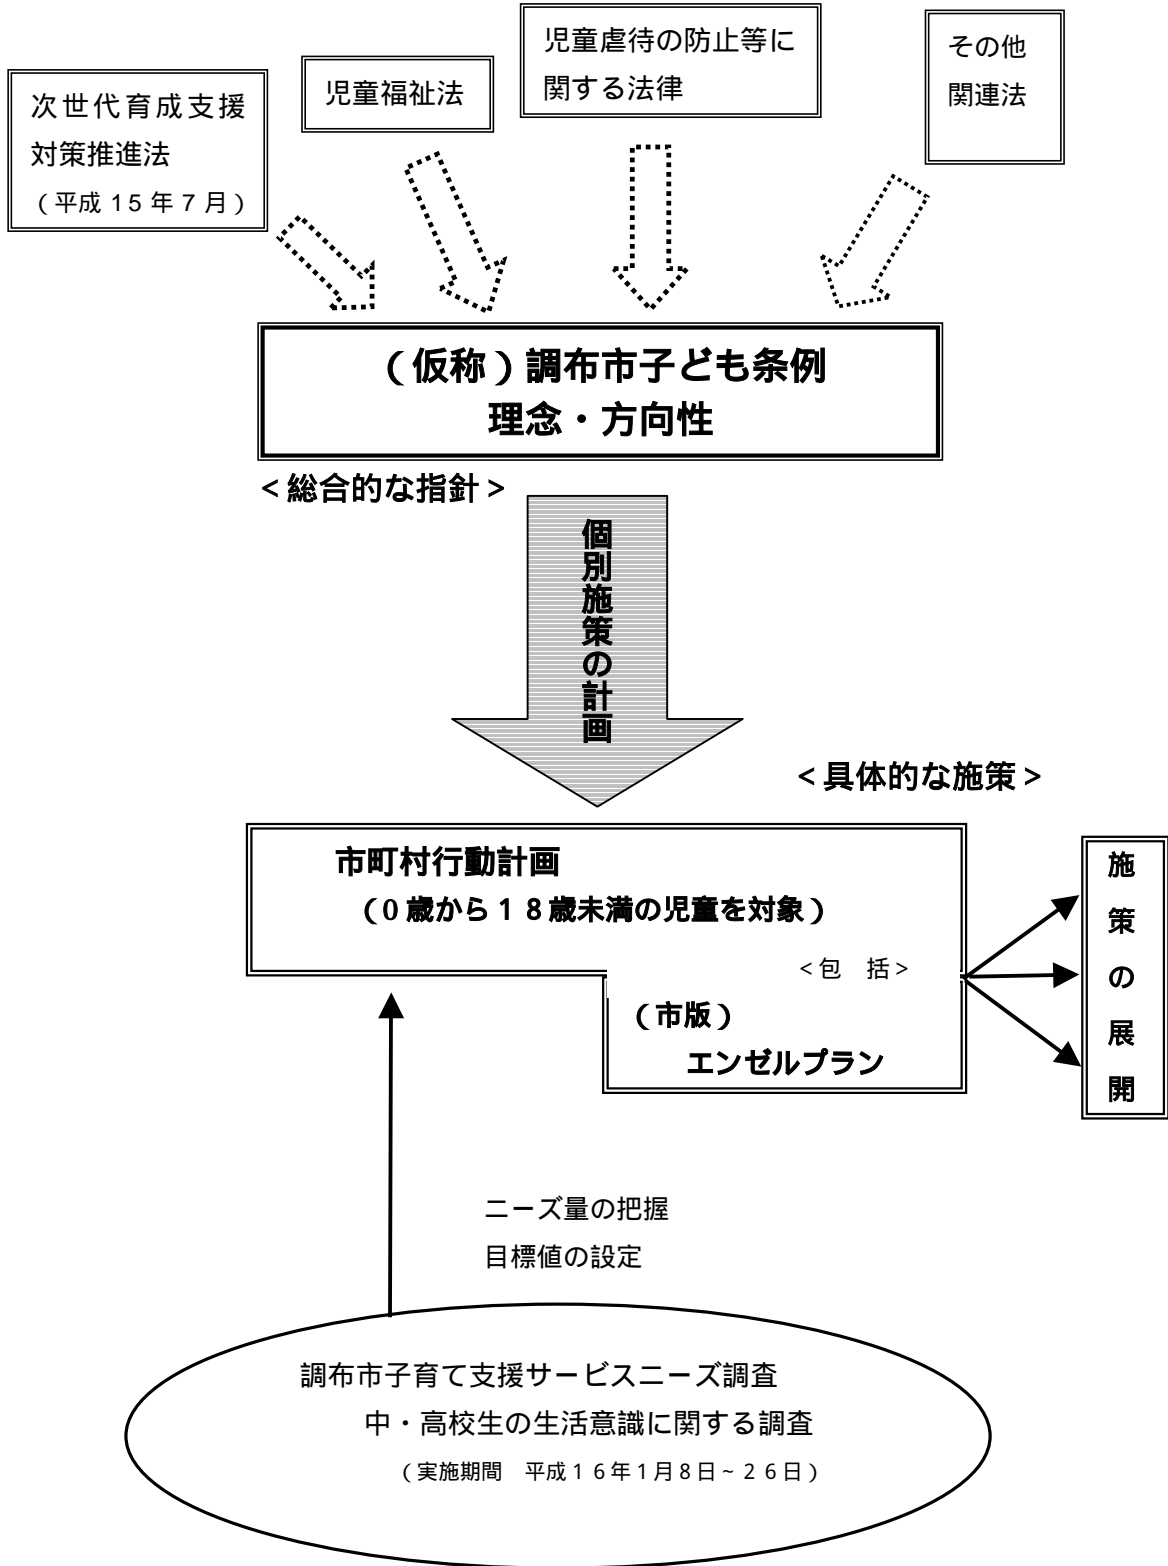 次世代育成支援
対策推進法
（平成15年7月）
児童福祉法
児童虐待の防止等に
関する法律
その他
関連法
（仮称）調布市子ども条例
理念・方向性
<総合的な指針>
個別施策の計画
<具体的な施策>
市町村行動計画
（0歳から18歳未満の児童を対象）
<包　括>
（市版）
エンゼルプラン
施策の展開
ニーズ量の把握
目標値の設定
調布市子育て支援サービスニーズ調査
中・高校生の生活意識に関する調査
（実施期間　平成16年1月8日~26日）